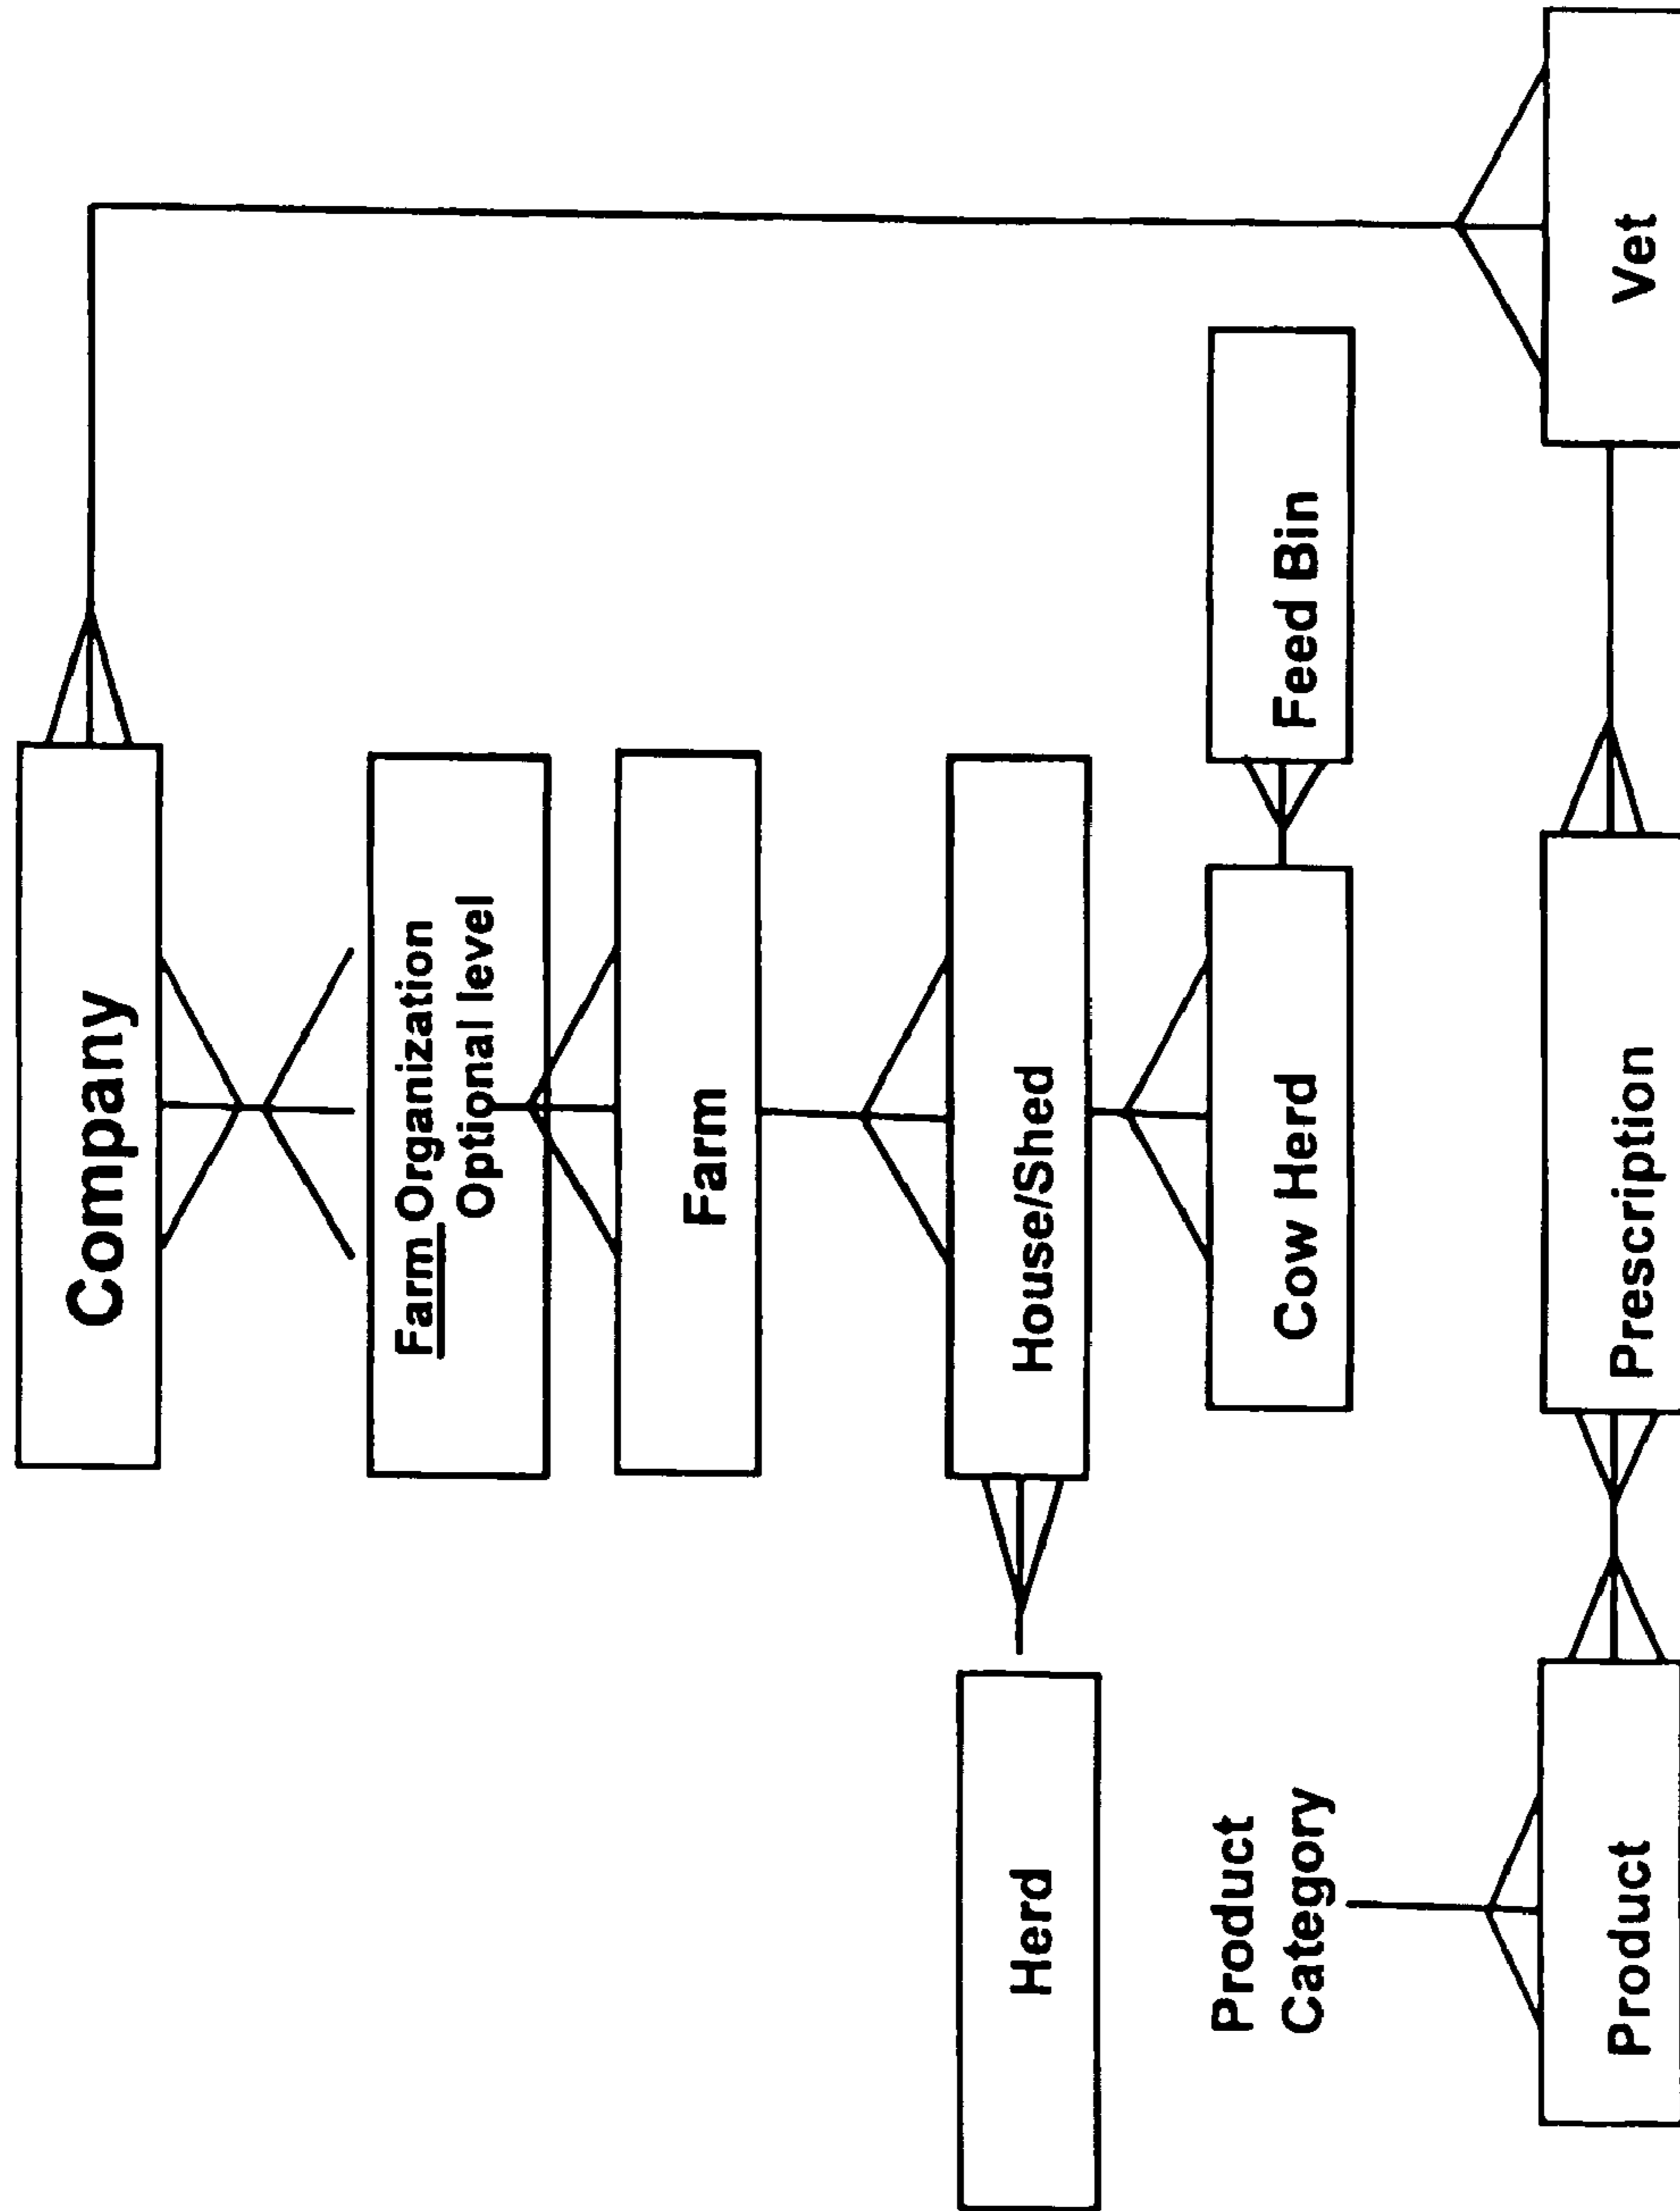 Company
Farm Organization
Optional level
Farm
Herd
House/Shed
Product
Category
Cow Herd
Feed Bin
Product
Prescription
Vet